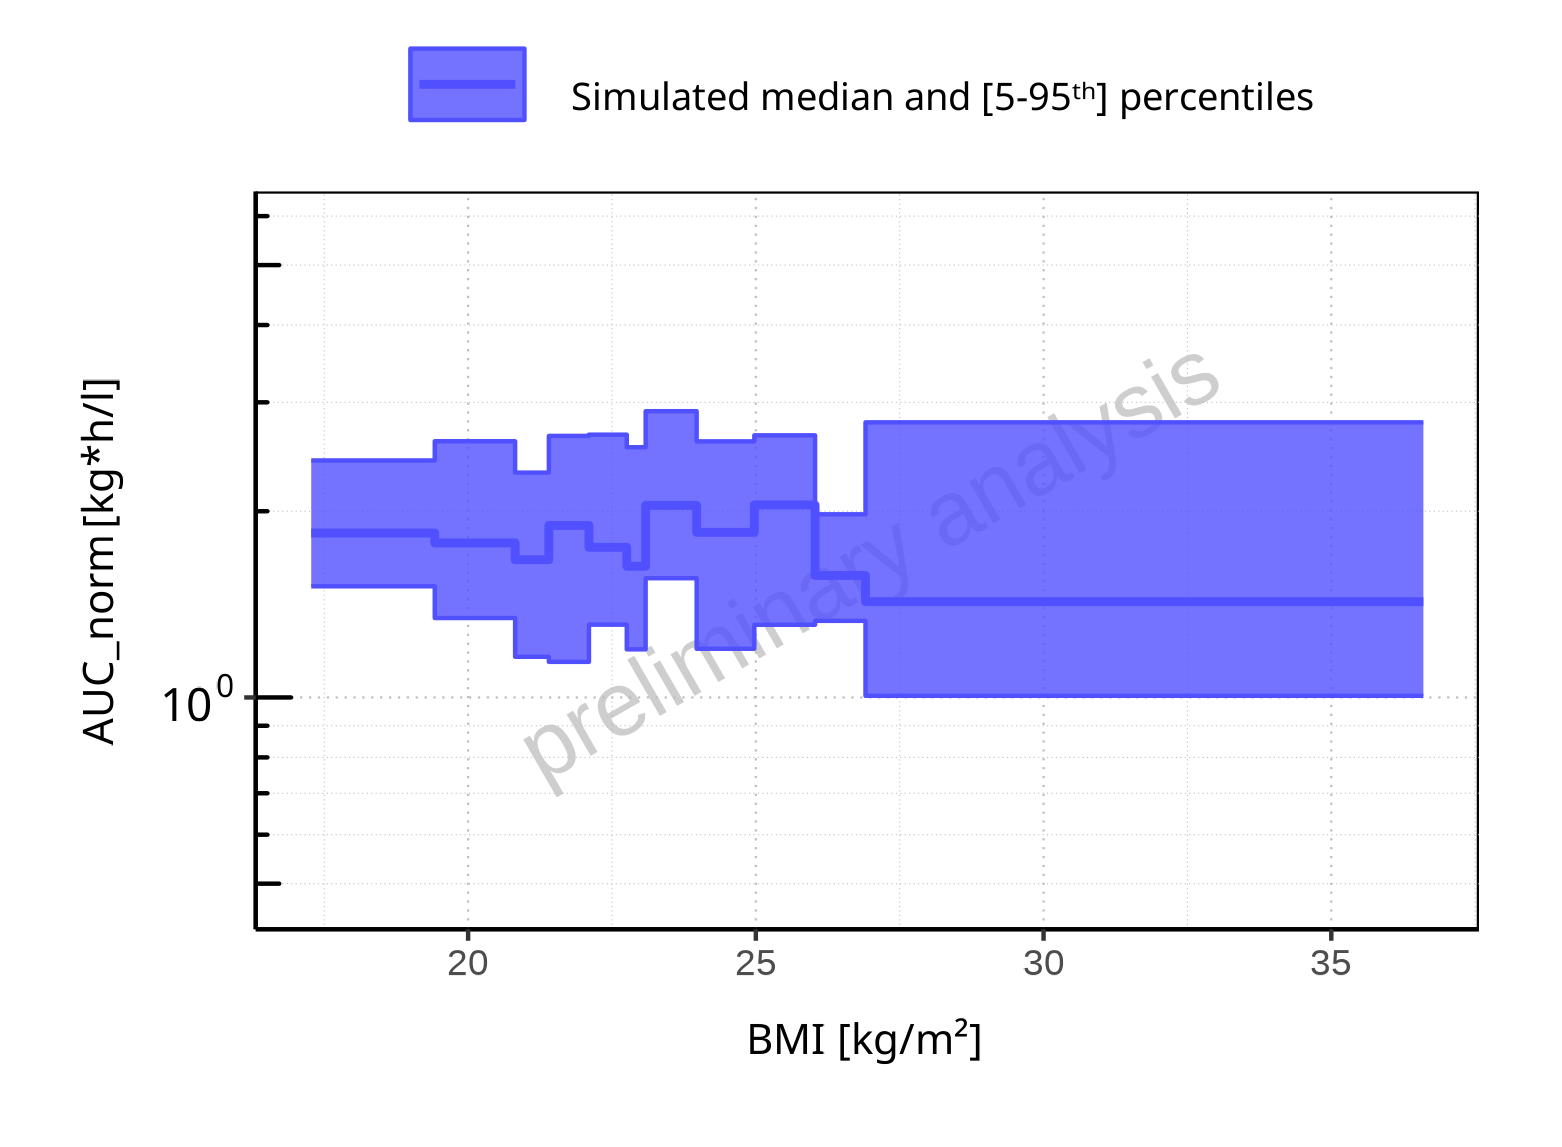 Simulated median and [5-95ᵗʰ] percentiles
AUC_norm [kg*h/l]
10⁰
preliminary analysis
20 25 30 35
BMI [kg/m²]